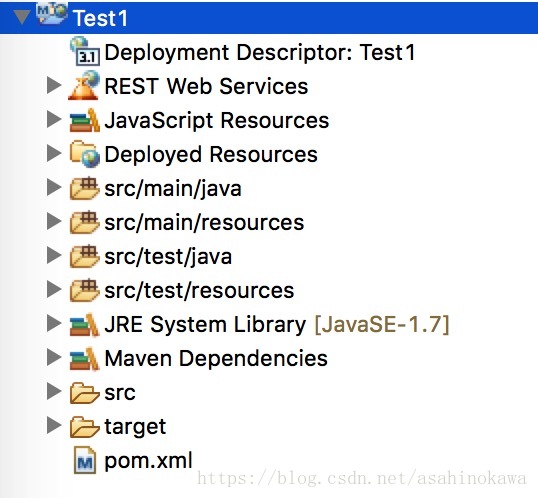 Test1
3.1 Deployment Descriptor: Test1
REST Web Services
JavaScript Resources
Deployed Resources
src/main/java
src/main/resources
src/test/java
src/test/resources
JRE System Library [JavaSE-1.7]
Maven Dependencies
src
target
M pom.xml
https://blog.csdn.net/asahinokawa